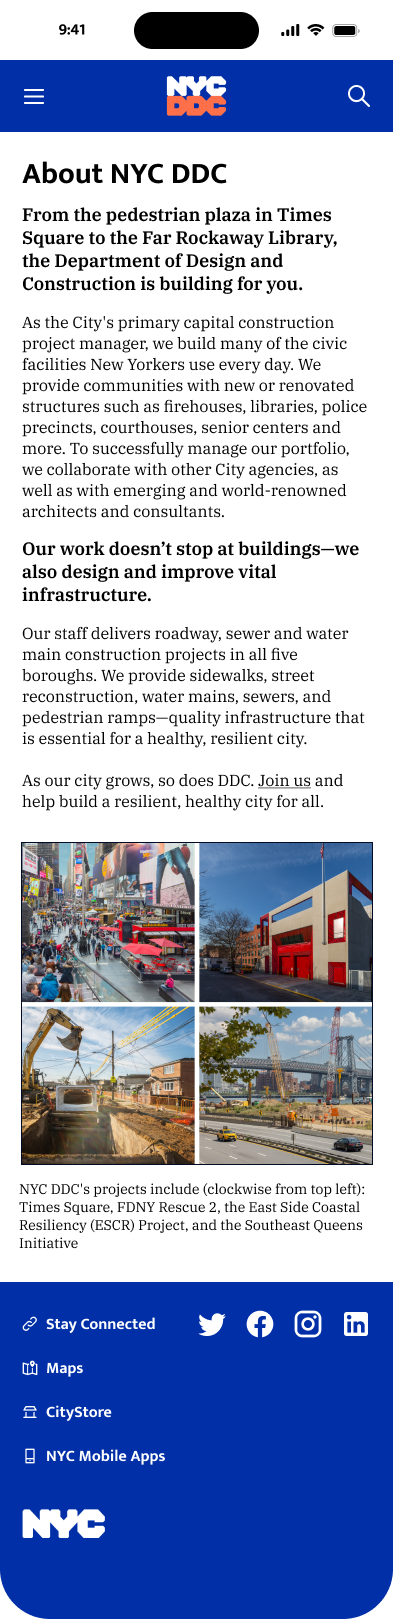 9:41
NYC
DDC
About NYC DDC
From the pedestrian plaza in Times
Square to the Far Rockaway Library,
the Department of Design and
Construction is building for you.
As the City's primary capital construction
project manager, we build many of the civic
facilities New Yorkers use every day. We
provide communities with new or renovated
structures such as firehouses, libraries, police
precincts, courthouses, senior centers and
more. To successfully manage our portfolio,
we collaborate with other City agencies, as
well as with emerging and world-renowned
architects and consultants.
Our work doesn’t stop at buildings—we
also design and improve vital
infrastructure.
Our staff delivers roadway, sewer and water
main construction projects in all five
boroughs. We provide sidewalks, street
reconstruction, water mains, sewers, and
pedestrian ramps—quality infrastructure that
is essential for a healthy, resilient city.
As our city grows, so does DDC. Join us and
help build a resilient, healthy city for all.
NYC DDC's projects include (clockwise from top left):
Times Square, FDNY Rescue 2, the East Side Coastal
Resiliency (ESCR) Project, and the Southeast Queens
Initiative
Stay Connected
Maps
CityStore
NYC Mobile Apps
NYC